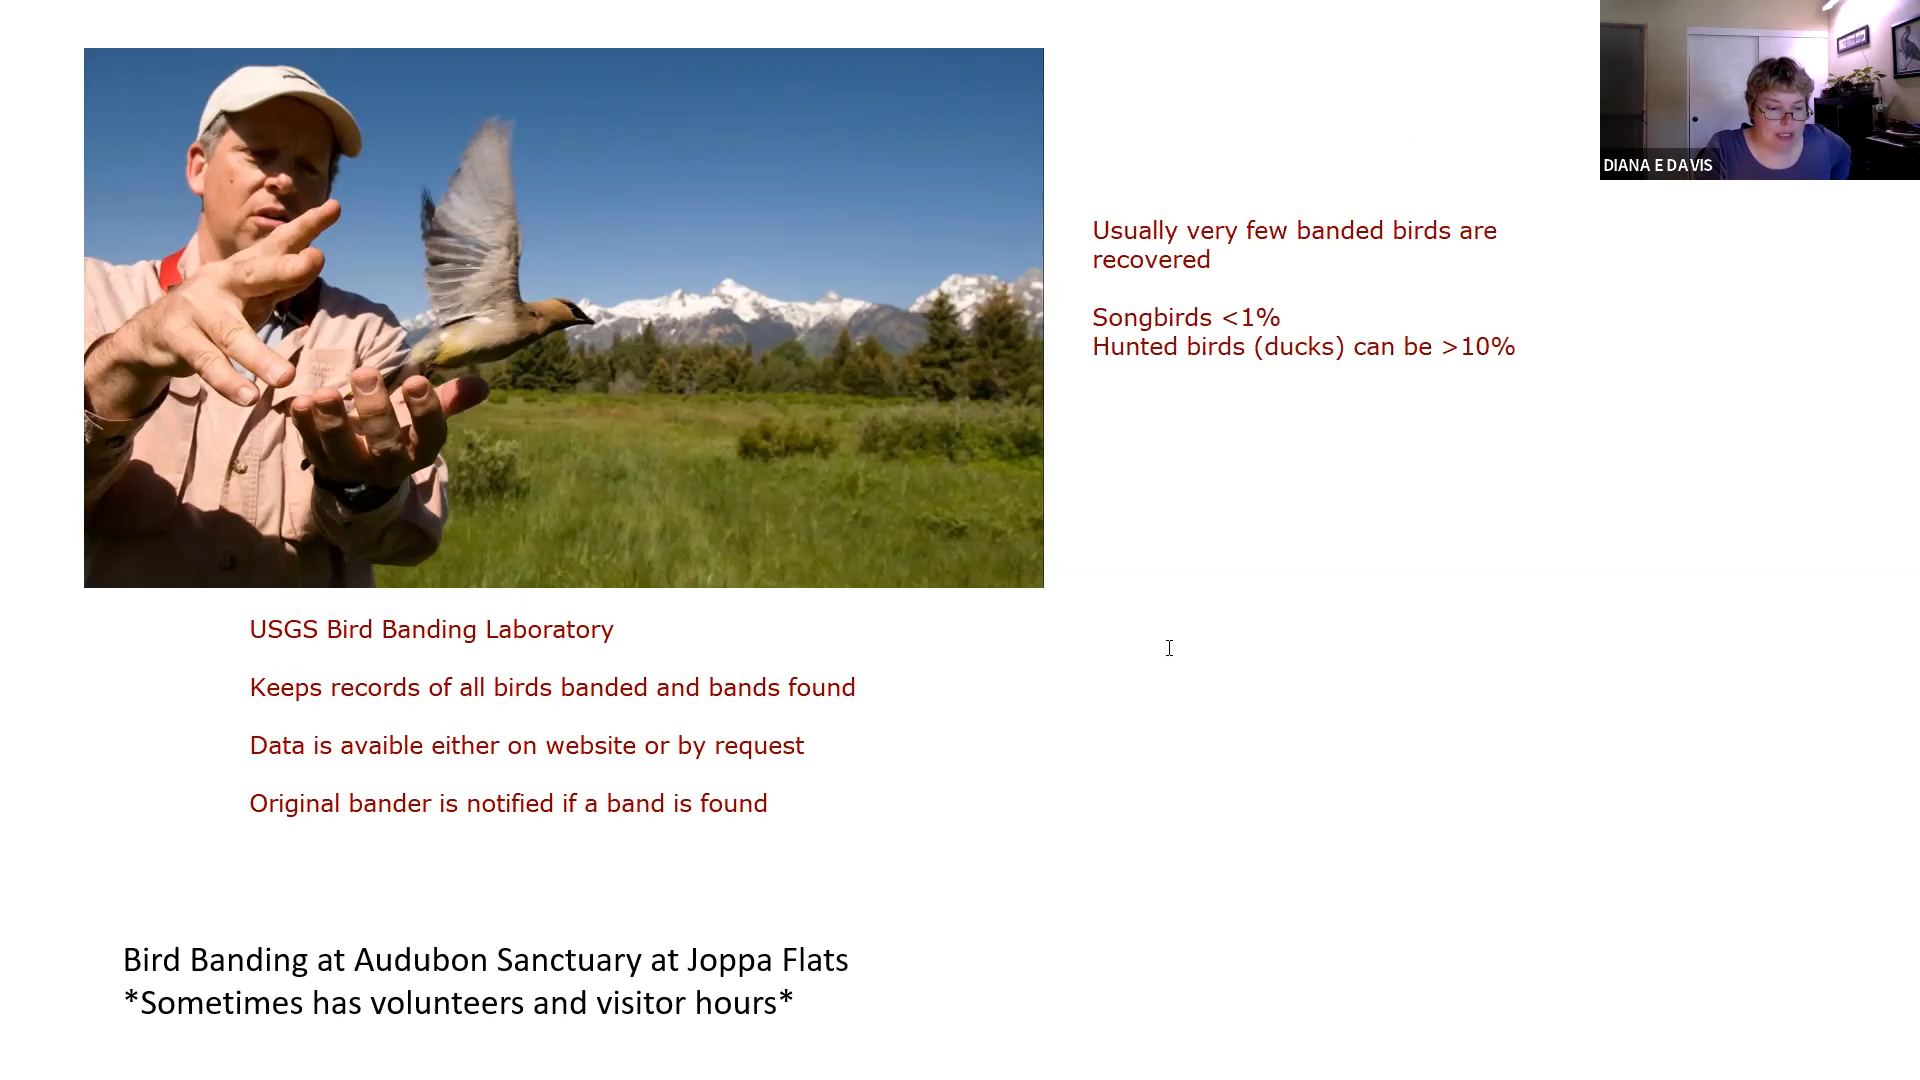 DIANA E DAVIS
Usually very few banded birds are
recovered
Songbirds <1%
Hunted birds (ducks) can be >10%
USGS Bird Banding Laboratory
Keeps records of all birds banded and bands found
Data is avaible either on website or by request
Original bander is notified if a band is found
Bird Banding at Audubon Sanctuary at Joppa Flats
*Sometimes has volunteers and visitor hours*